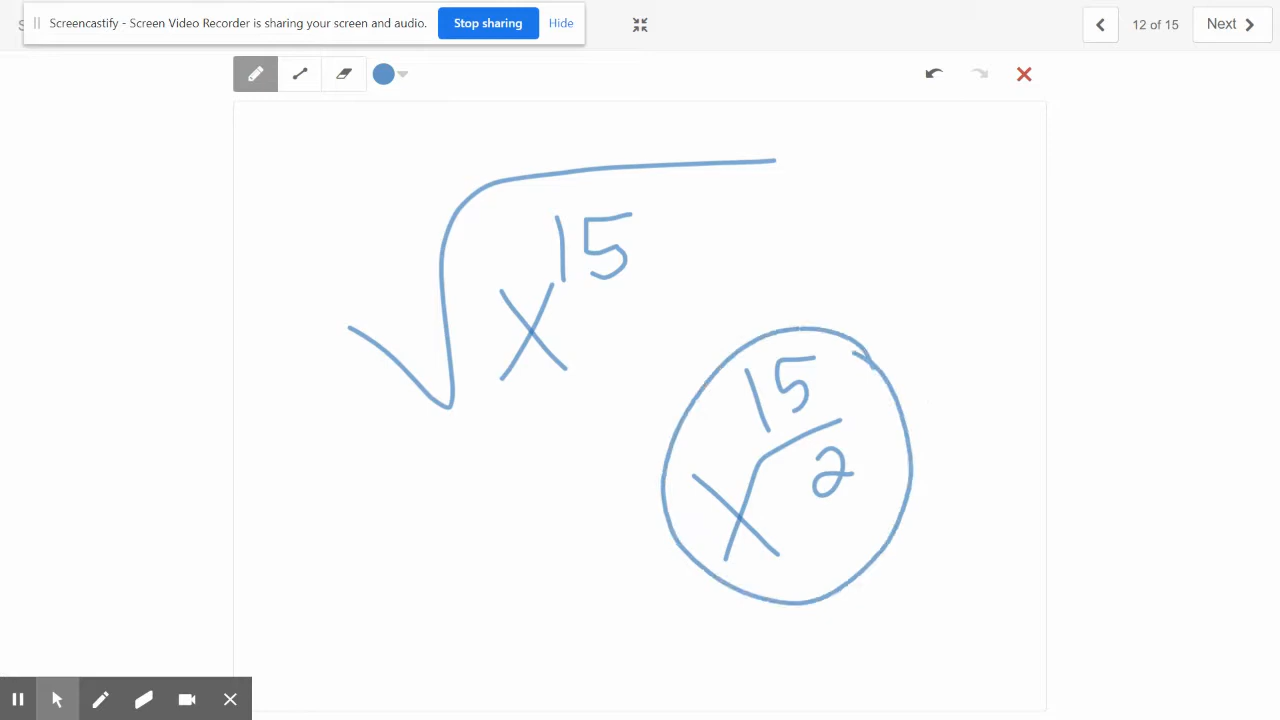 Screencastify - Screen Video Recorder is sharing your screen and audio. Stop sharing Hide
12 of 15 Next
√x^15
x^(15/2)